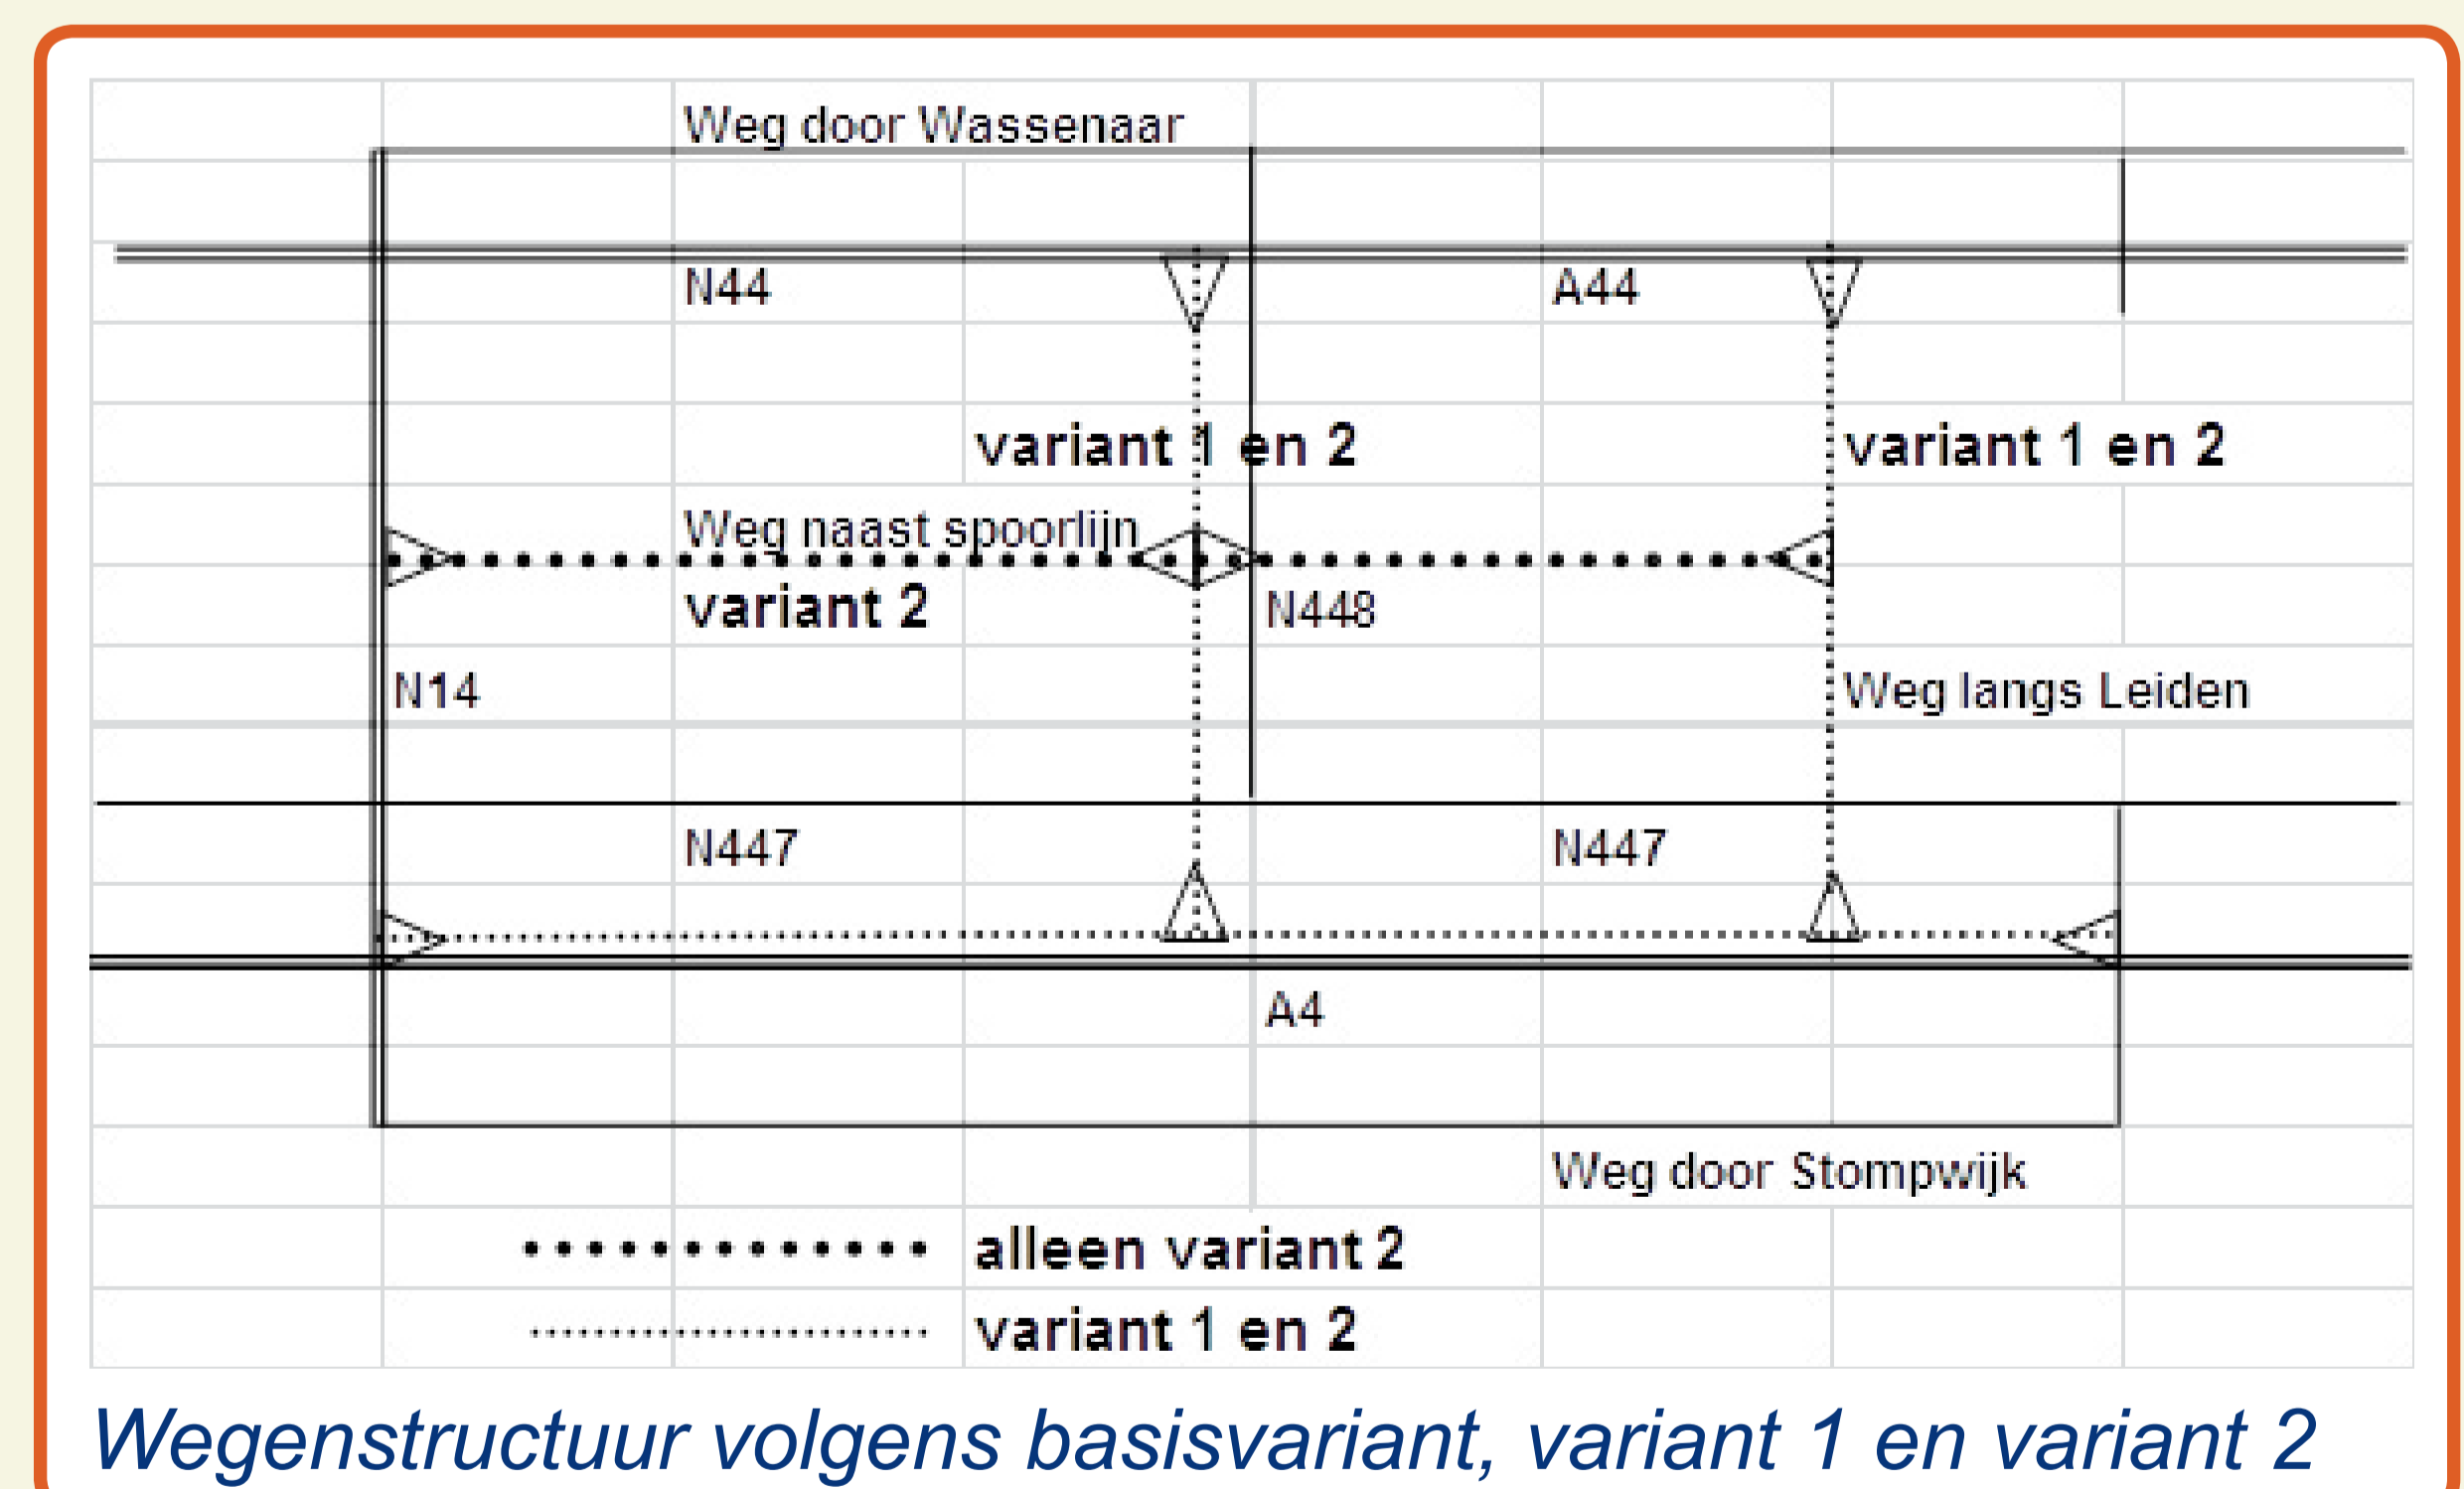 Weg door Wassenaar
N44
A44
variant 1 en 2
variant 1 en 2
Weg naast spoorlijn
variant 2
N448
N14
Weg langs Leiden
N447
N447
A4
Weg door Stompwijk
alleen variant 2
variant 1 en 2
Wegenstructuur volgens basisvariant, variant 1 en variant 2